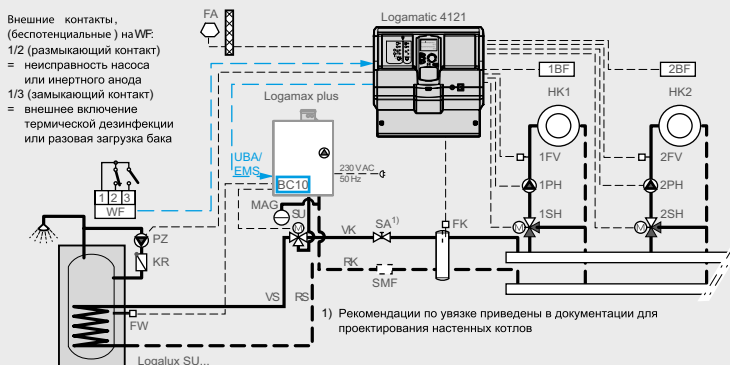 Внешние контакты,
(беспотенциальные) на WF:
1/2 (размыкающий контакт)
= неисправность насоса
или инертного анода
1/3 (замыкающий контакт)
= внешнее включение
термической дезинфекции
или разовая загрузка бака
FA
Logamatic 4121
1BF
2BF
HK1
HK2
Logamax plus
UBA/
EMS
BC10
230 V AC
50 Hz
1FV
2FV
1PH
2PH
1SH
2SH
M
M
1 2 3
WF
MAG
SU
M
VK
SA 1)
FK
PZ
KR
RK
SMF
VS
RS
FW
1) Рекомендации по увязке приведены в документации для
проектирования настенных котлов
Logalux SU...